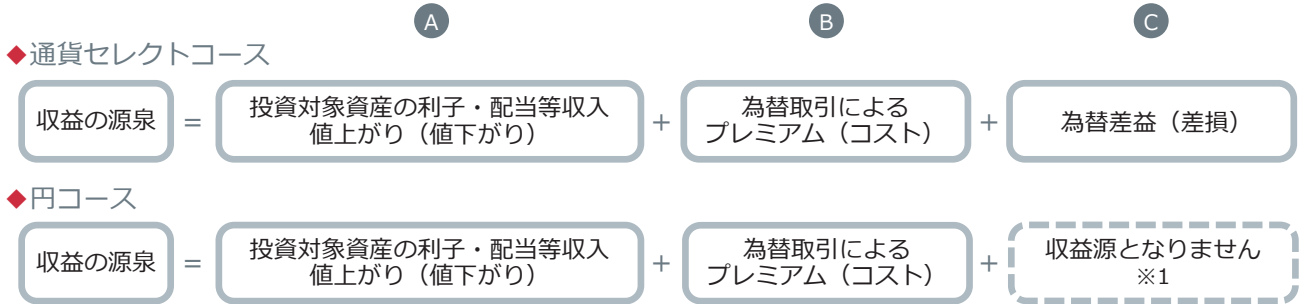 A B C
◆通貨セレクトコース
収益の源泉 = 投資対象資産の利子・配当等収入 値上がり（値下がり） + 為替取引による プレミアム（コスト） + 為替差益（差損）
◆円コース
収益の源泉 = 投資対象資産の利子・配当等収入 値上がり（値下がり） + 為替取引による プレミアム（コスト） + 収益源となりません ※1